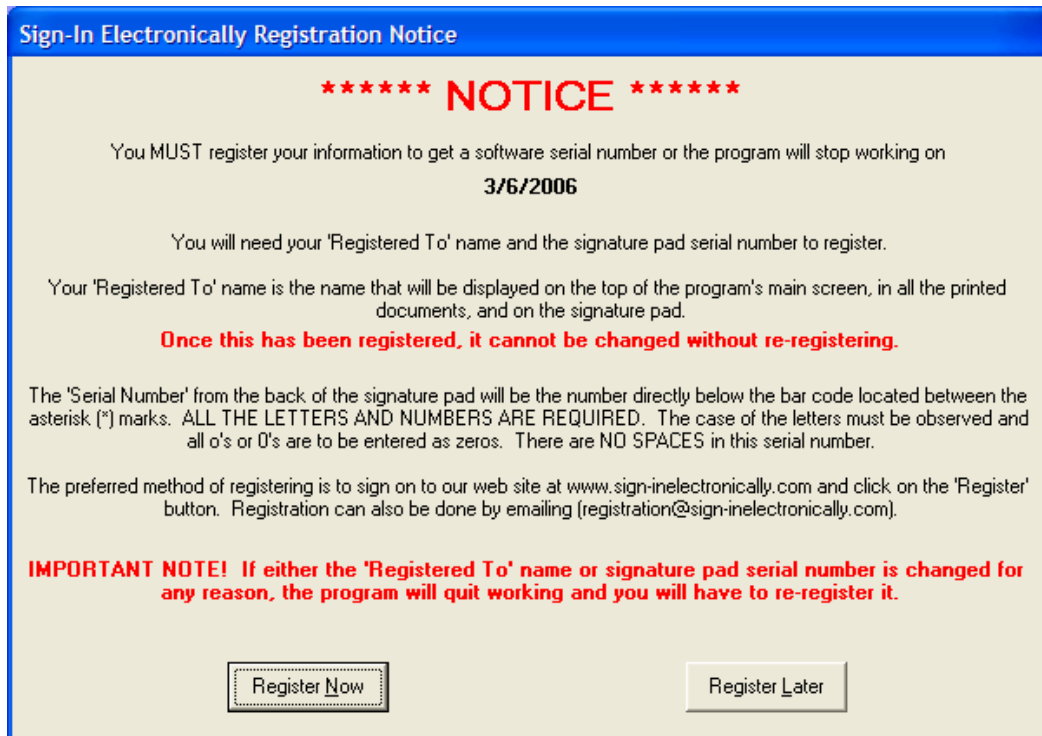 Sign-In Electronically Registration Notice
****** NOTICE ******
You MUST register your information to get a software serial number or the program will stop working on
3/6/2006
You will need your 'Registered To' name and the signature pad serial number to register.
Your 'Registered To' name is the name that will be displayed on the top of the program's main screen, in all the printed
documents, and on the signature pad.
Once this has been registered, it cannot be changed without re-registering.
The 'Serial Number' from the back of the signature pad will be the number directly below the bar code located between the
asterisk (*) marks.  ALL THE LETTERS AND NUMBERS ARE REQUIRED.  The case of the letters must be observed and
all o's or 0's are to be entered as zeros.  There are NO SPACES in this serial number.
The preferred method of registering is to sign on to our web site at www.sign-inelectronically.com and click on the 'Register'
button.  Registration can also be done by emailing (registration@sign-inelectronically.com).
IMPORTANT NOTE!  If either the 'Registered To' name or signature pad serial number is changed for
any reason, the program will quit working and you will have to re-register it.
Register Now
Register Later